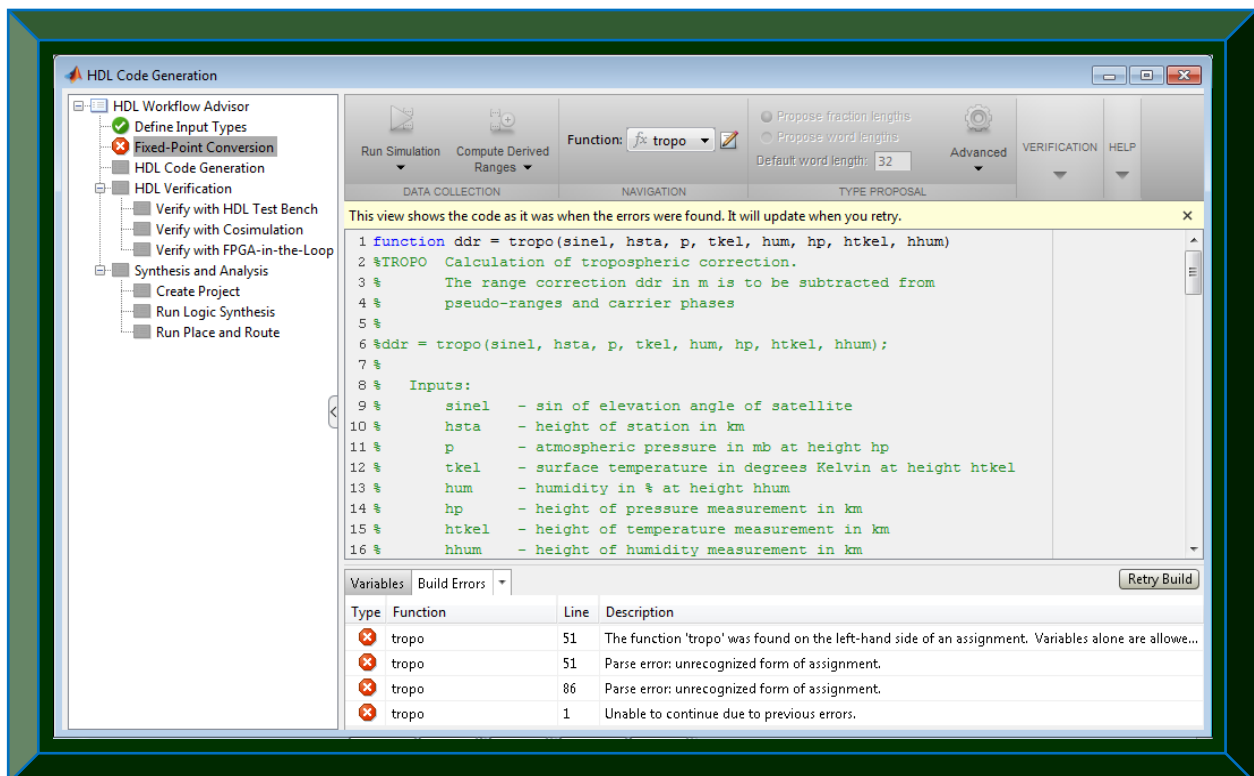 HDL Code Generation
HDL Workflow Advisor
Define Input Types
Fixed-Point Conversion
HDL Code Generation
HDL Verification
Verify with HDL Test Bench
Verify with Cosimulation
Verify with FPGA-in-the-Loop
Synthesis and Analysis
Create Project
Run Logic Synthesis
Run Place and Route
Run Simulation
Compute Derived
Ranges
DATA COLLECTION
Function: fx tropo
NAVIGATION
Propose fraction lengths
Propose word lengths
Default word length: 32
Advanced
TYPE PROPOSAL
VERIFICATION
HELP
This view shows the code as it was when the errors were found. It will update when you retry.
1 function ddr = tropo(sinel, hsta, p, tkel, hum, hp, htkel, hhum)
2 %TROPO Calculation of tropospheric correction.
3 % The range correction ddr in m is to be subtracted from
4 % pseudo-ranges and carrier phases
5 %
6 %ddr = tropo(sinel, hsta, p, tkel, hum, hp, htkel, hhum);
7 %
8 % Inputs:
9 % sinel - sin of elevation angle of satellite
10 % hsta - height of station in km
11 % p - atmospheric pressure in mb at height hp
12 % tkel - surface temperature in degrees Kelvin at height htkel
13 % hum - humidity in % at height hhum
14 % hp - height of pressure measurement in km
15 % htkel - height of temperature measurement in km
16 % hhum - height of humidity measurement in km
Variables Build Errors Retry Build
Type Function Line Description
tropo 51 The function 'tropo' was found on the left-hand side of an assignment. Variables alone are allowe...
tropo 51 Parse error: unrecognized form of assignment.
tropo 86 Parse error: unrecognized form of assignment.
tropo 1 Unable to continue due to previous errors.